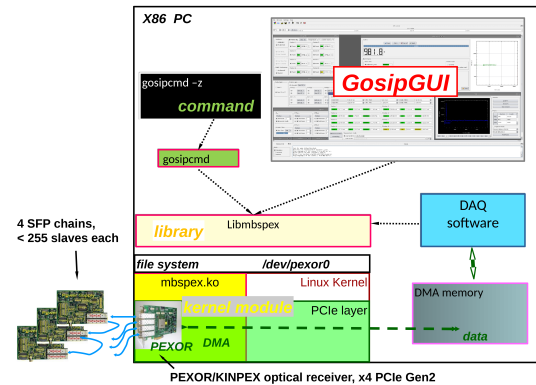 X86 PC
GosipGUI
981.8
gosipcmd -z
command
gosipcmd
4 SFP chains,
< 255 slaves each
library
Libmbspex
DAQ
software
file system
/dev/pexor0
mbspex.ko
Linux Kernel
kernel module
PCIe layer
DMA memory
PEXOR
DMA
data
PEXOR/KINPEX optical receiver, x4 PCIe Gen2